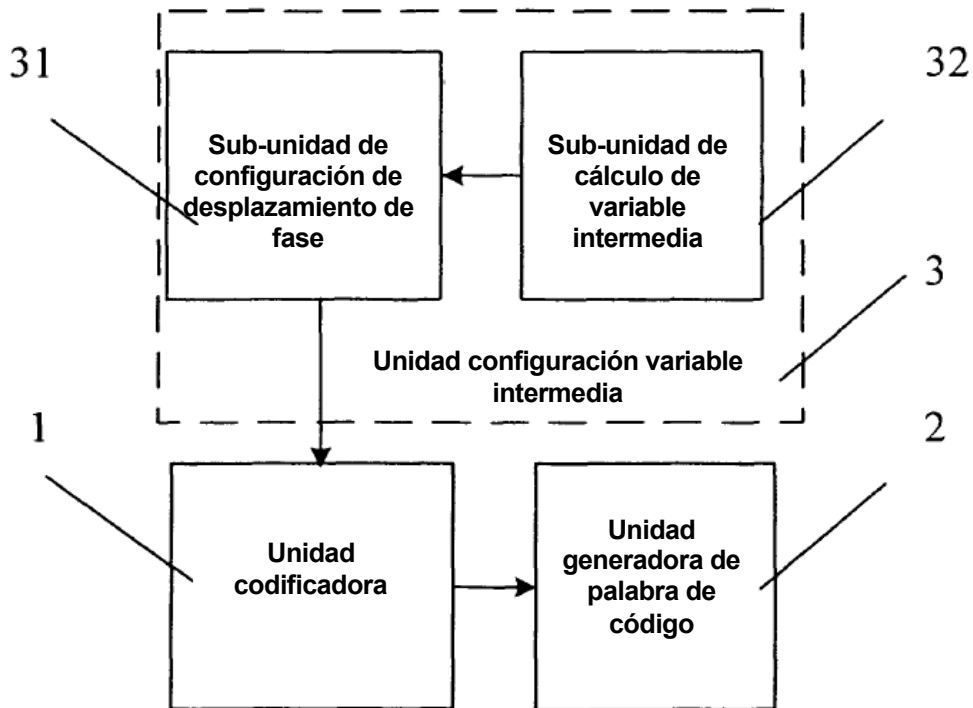 31
32
Sub-unidad de
configuración de
desplazamiento de
fase
Sub-unidad de
cálculo de
variable
intermedia
3
Unidad configuración variable
intermedia
1
2
Unidad
codificadora
Unidad
generadora de
palabra de
código